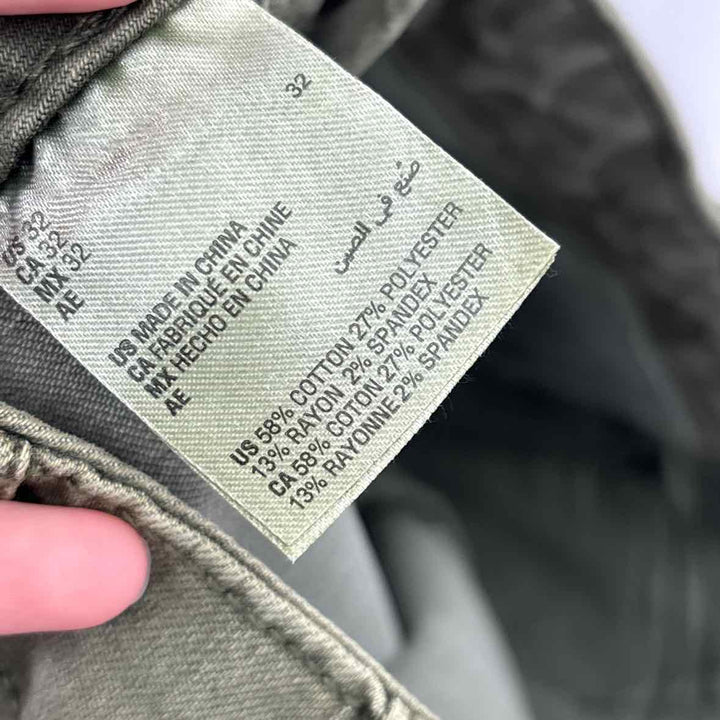 US 32
CA 32
MX 32
AE
32
US MADE IN CHINA
CA FABRIQUÉ EN CHINE
MX HECHO EN CHINA
AE
صنع في الصين
US 58% COTTON 27% POLYESTER
13% RAYON 2% SPANDEX
CA 58% COTON 27% POLYESTER
13% RAYONNE 2% SPANDEX